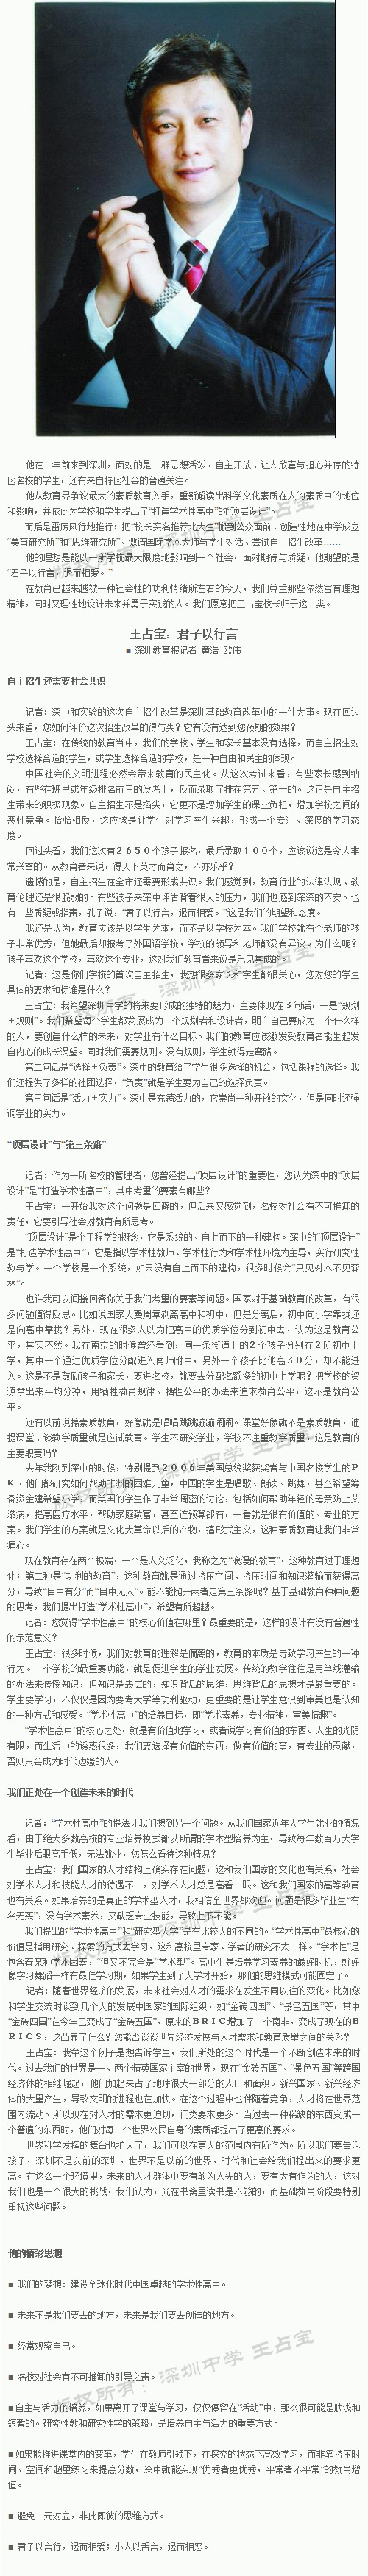 他在一年前来到深圳，面对的是一群思想活泼、自主开放、让人欣喜与担心并存的特
区名校的学生，还有来自特区社会的普遍关注。
他从教育界争议最大的素质教育入手，重新解读出科学文化素质在人的素质中的地位
和影响，并依此为学校和学生提出了“打造学术性高中”的“顶层设计”。
而后是雷厉风行地推行：把“校长实名推荐北大生”搬到公众面前、创造性地在中学成立
“美育研究所”和“思维研究所”、邀请国际学术大师与学生对话、尝试自主招生改革……
他的理想是能以一所学校最大限度地影响到一个社会，面对期待与质疑，他期望的是
“君子以行言，退而相爱。”
在教育已越来越被一种社会性的功利情绪所左右的今天，我们尊重那些依然富有理想
精神，同时又理性地设计未来并勇于实践的人。我们愿意把王占宝校长归于这一类。
王占宝：君子以行言
■ 深圳教育报记者 黄浩 欧伟
自主招生还需要社会共识
记者：深中和实验的这次自主招生改革是深圳基础教育改革中的一件大事。现在回过
头来看，您如何评价这次招生改革的得与失？它有没有达到您预期的效果？
王占宝：在传统的教育当中，我们的学校、学生和家长基本没有选择，而自主招生对
学校选择合适的学生，或学生选择合适的学校，是一种自由和民主的体现。
中国社会的文明进程必然会带来教育的民主化。从这次考试来看，有些家长感到纳
闷，有些在班里或年级排名前三的没考上，反而录取了排在第五、第十的。这正是自主招
生带来的积极现象。自主招生不是掐尖，它更不是增加学生的课业负担，增加学校之间的
恶性竞争。恰恰相反，这应该是让学生对学习产生兴趣，形成一个专注、深度的学习态
度。
回过头看，我们这次有２６５０个孩子报名，最后录取１００个，应该说这是令人非
常兴奋的。从教育者来说，得天下英才而育之，不亦乐乎？
遗憾的是，自主招生在全市还需要形成共识。我们感觉到，教育行业的法律法规、教
育伦理还是很脆弱的。有些孩子来深中评估背着很大的压力，我们也感到深深的不安。也
有一些质疑或指责，孔子说，“君子以行言，退而相爱。”这是我们的期望和态度。
我还是认为，教育应该是以学生为本，而不是以学校为本。我们学校就有个老师的孩
子非常优秀，但她最后却报考了外国语学校，学校的领导和老师都没有异议。为什么呢？
孩子喜欢这个学校，喜欢这个专业，这对我们教育者来说是乐见其成的。
记者：这是你们学校的首次自主招生，我想很多家长和学生都很关心，您对您的学生
具体的要求和标准是什么？
王占宝：我希望深圳中学的将来要形成的独特的魅力，主要体现在３句话，一是“规划
＋规则”。我们希望每个学生都发展成为一个规划者和设计者，明白自己要成为一个什么样
的人，要创造什么样的未来，对学业有什么目标。我们的教育应该激发受教育者能生起发
自内心的成长渴望。同时我们需要规则。没有规则，学生就得走弯路。
第二句话是“选择＋负责”。深中的教育给了学生很多选择的机会，包括课程的选择。我
们还提供了多样的社团选择，“负责”就是学生要为自己的选择负责。
第三句话是“活力＋实力”。深中是充满活力的，它崇尚一种开放的文化，但是同时还强
调学业的实力。
“顶层设计”与“第三条路”
记者：作为一所名校的管理者，您曾经提出“顶层设计”的重要性，您认为深中的“顶层
设计”是“打造学术性高中”，其中考量的要素有哪些？
王占宝：一开始我对这个问题是回避的，但后来又感觉到，名校对社会有不可推卸的
责任，它要引导社会对教育有所思考。
“顶层设计”是个工程学的概念，它是系统的、自上而下的一种建构。深中的“顶层设计”
是“打造学术性高中”，它是指以学术性教师、学术性行为和学术性环境为主导，实行研究性
教与学。一个学校是一个系统，如果没有自上而下的建构，很多时候会“只见树木不见森
林”。
也许我可以间接回答你关于我们考量的要素等问题。国家对于基础教育的改革，有很
多问题值得反思。比如说国家大费周章剥离高中和初中，但是分离后，初中向小学靠拢还
是向高中靠拢？另外，现在很多人以为把高中的优质学位分到初中去，认为这是教育公
平，其实不然。我在南京的时候曾经看到，同一条街道上的２个孩子分别在２所初中上
学，其中一个通过优质学位分配进入南师附中，另外一个孩子比他高３０分，却不能进
入。这是不是鼓励孩子和家长，要进名校，就要去分配名额多的初中上学呢？把学校的资
源拿出来平均分掉，用牺牲教育规律、牺牲公平的办法来追求教育公平，这不是教育公
平。
还有以前说搞素质教育，好像就是唱唱跳跳蹦蹦闹闹。课堂好像就不是素质教育，谁
提课堂、谈教学质量就是应试教育。学生不研究学业，学校不注重教学质量，这是教育的
主要职责吗？
去年我刚到深中的时候，特别提到２００６年美国总统奖获奖者与中国名校学生的Ｐ
Ｋ。他们都研究如何帮助非洲的困难儿童，中国的学生是唱歌、朗读、跳舞，甚至希望筹
备资金建希望小学，而美国的学生作了非常周密的讨论，包括如何帮助年轻的母亲防止艾
滋病，提高医疗水平，帮助家庭致富，甚至连预算都有，一看就是很有价值的、专业的方
案。我们学生的方案就是文化大革命以后的产物，搞形式主义，这种素质教育让我们非常
痛心。
现在教育存在两个极端，一个是人文泛化，我称之为“浪漫的教育”，这种教育过于理想
化；第二种是“功利的教育”，这种教育就是通过挤压空间、挤压时间和知识灌输而获得高
分，导致“目中有分”而“目中无人”。能不能抛开两者走第三条路呢？基于基础教育种种问题
的思考，我们提出打造“学术性高中”，希望有所超越。
记者：您觉得“学术性高中”的核心价值在哪里？最重要的是，这样的设计有没有普遍性
的示范意义？
王占宝：很多时候，我们对教育的理解是偏离的，教育的本质是导致学习产生的一种
行为。一个学校的最重要功能，就是促进学生的学业发展。传统的教学往往是用单线灌输
的办法来传授知识，但知识是表层的，知识背后的思维，思维背后的思想才是最重要的。
学生要学习，不仅仅是因为要考大学等功利驱动，更重要的是让学生意识到审美也是认知
的一种方式和感受。“学术性高中”的培养目标，即“学术素养，专业精神，审美情趣”。
“学术性高中”的核心之处，就是有价值地学习，或者说学习有价值的东西。人生的光阴
有限，而生活中的诱惑很多，我们要选择有价值的东西，做有价值的事，有专业的贡献，
否则只会成为时代边缘的人。
我们正处在一个创造未来的时代
记者：“学术性高中”的提法让我们想到另一个问题。从我们国家近年大学生就业的情况
看，由于绝大多数高校的专业培养模式都以所谓的学术型培养为主，导致每年数百万大学
生毕业后眼高手低，无法就业，您怎么看待这种情况？
王占宝：我们国家的人才结构上确实存在问题，这和我们国家的文化也有关系，社会
对学术人才和技能人才的待遇不一，对学术人才总是高看一眼。这和我们国家的高等教育
也有关系。如果培养的是真正的学术型人才，我相信全世界都欢迎。问题是很多毕业生“有
名无实”，没有学术素养，又缺乏专业技能，导致上下不能。
我们提出的“学术性高中”和“研究型大学”是有比较大的不同的。“学术性高中”最核心的
价值是指用研究、探索的方式去学习，这和高校里专家、学者的研究不太一样。“学术性”是
包含着某种学术因素，“但又不完全是“学术型”。高中生是培养学习素养的最好时机，就好
像学习舞蹈一样有最佳学习期，如果学生到了大学才开始，那他的思维模式可能固定了。
记者：随着世界经济的发展，未来社会对人才的需求在发生不同以往的变化。比如您
和学生交流时谈到几个大的发展中国家的国际组织，如“金砖四国”、“景色五国”等，其中
“金砖四国”在今年已变成了“金砖五国”，原来的ＢＲＩＣ增加了一个南非，变成了现在的Ｂ
ＲＩＣＳ，这凸显了什么？您能否谈谈世界经济发展与人才需求和教育质量之间的关系？
王占宝：我举这个例子是想告诉学生，我们所处的这个时代是一个不断创造未来的时
代。过去我们的世界是一、两个精英国家主宰的世界，现在“金砖五国”、“景色五国”等跨国
经济体的相继崛起，他们加起来占了地球很大一部分的人口和面积。新兴国家、新兴经济
体的大量产生，导致文明的进程也在加快。在这个过程中也伴随着竞争，人才将在世界范
围内流动。所以现在对人才的需求更迫切，门类要求更多。当过去一种稀缺的东西变成一
个普遍的东西时，他们对每一个世界公民自身的素质都提出了更高的要求。
世界科学发挥的舞台也扩大了，我们可以在更大的范围内有所作为。所以我们要告诉
孩子，深圳不是以前的深圳，世界不是以前的世界，时代和社会给我们提出来的要求更
高。在这么一个环境里，未来的人才群体中要有敢为人先的人，要有大有作为的人，这对
我们也是一个很大的挑战，我们认为，光在书斋里读书是不够的，而基础教育阶段要特别
重视这些问题。
他的精彩思想
■ 我们的梦想：建设全球化时代中国卓越的学术性高中。
■ 未来不是我们要去的地方，未来是我们要去创造的地方。
■ 经常观察自己。
■ 名校对社会有不可推卸的引导之责。
■ 自主与活力的培养，如果离开了课堂与学习，仅仅停留在“活动”中，那么很可能是肤浅和
短暂的。研究性教和研究性学的策略，是培养自主与活力的重要方式。
■ 如果能推进课堂内的变革，学生在教师引领下，在探究的状态下高效学习，而非靠挤压时
间、空间和超量练习来提高分数，深中就能实现“优秀者更优秀，平常者不平常”的教育增
值。
■ 避免二元对立，非此即彼的思维方式。
■ 君子以言行，退而相爱；小人以舌言，退而相恶。
版权所有：深圳中学 王占宝